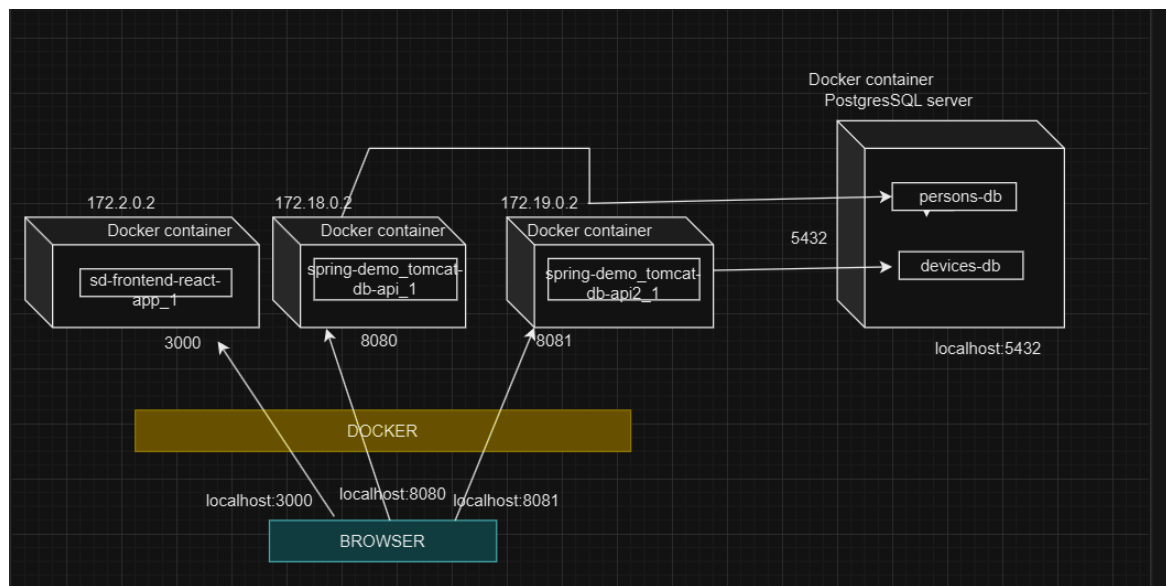 Docker container
PostgresSQL server
172.2.0.2
172.18.0.2
172.19.0.2
persons-db
Docker container
Docker container
Docker container
5432
devices-db
sd-frontend-react-
app_1
spring-demo_tomcat-
db-api_1
spring-demo_tomcat-
db-api2_1
3000
8080
8081
localhost:5432
DOCKER
localhost:3000
localhost:8080
localhost:8081
BROWSER